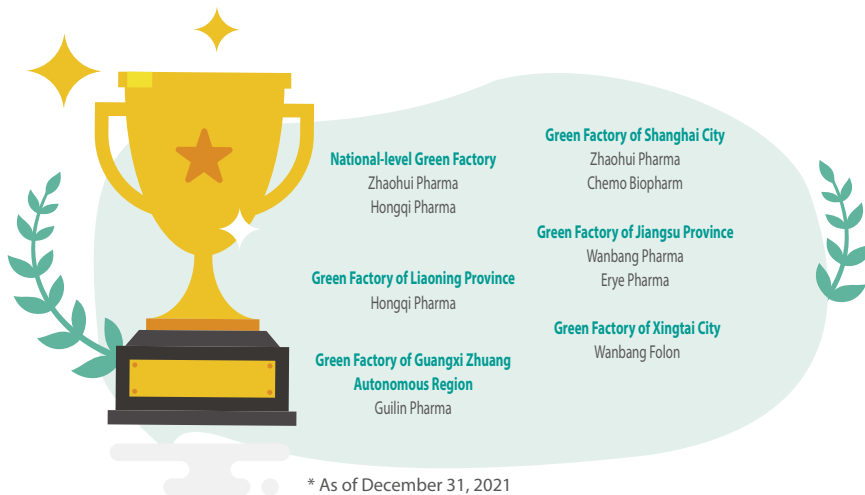 National-level Green Factory
Zhaohui Pharma
Hongqi Pharma
Green Factory of Liaoning Province
Hongqi Pharma
Green Factory of Guangxi Zhuang
Autonomous Region
Guilin Pharma
Green Factory of Shanghai City
Zhaohui Pharma
Chemo Biopharm
Green Factory of Jiangsu Province
Wanbang Pharma
Erye Pharma
Green Factory of Xingtai City
Wanbang Folon
* As of December 31, 2021